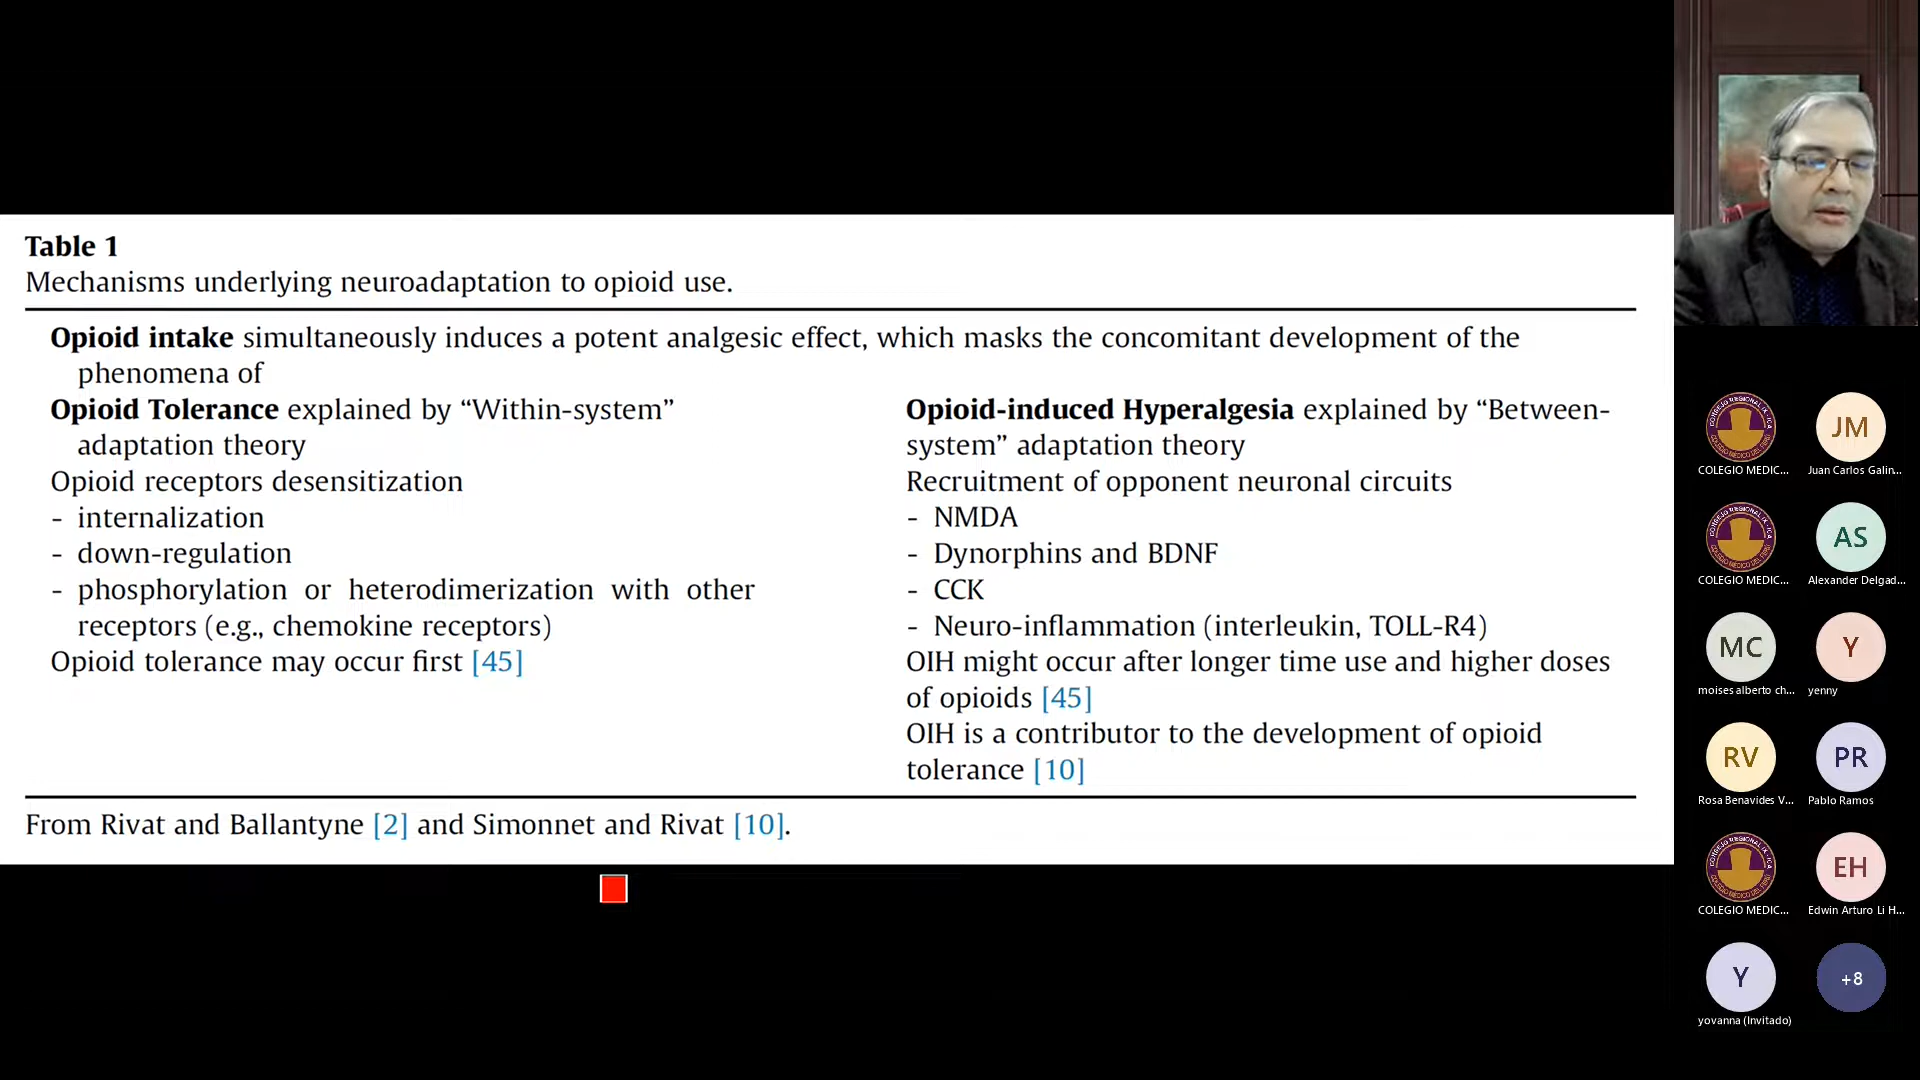 Table 1
Mechanisms underlying neuroadaptation to opioid use.
Opioid intake simultaneously induces a potent analgesic effect, which masks the concomitant development of the
phenomena of
Opioid Tolerance explained by “Within-system”
adaptation theory
Opioid receptors desensitization
- internalization
- down-regulation
- phosphorylation or heterodimerization with other
receptors (e.g., chemokine receptors)
Opioid tolerance may occur first [45]
Opioid-induced Hyperalgesia explained by “Between-
system” adaptation theory
Recruitment of opponent neuronal circuits
- NMDA
- Dynorphins and BDNF
- CCK
- Neuro-inflammation (interleukin, TOLL-R4)
OIH might occur after longer time use and higher doses
of opioids [45]
OIH is a contributor to the development of opioid
tolerance [10]
From Rivat and Ballantyne [2] and Simonnet and Rivat [10].
COLEGIO MEDIC...
JM
Juan Carlos Galin...
COLEGIO MEDIC...
AS
Alexander Delgad...
MC
moises alberto ch...
Y
yenny
RV
Rosa Benavides V...
PR
Pablo Ramos
COLEGIO MEDIC...
EH
Edwin Arturo Li H...
Y
yovanna (Invitado)
+8